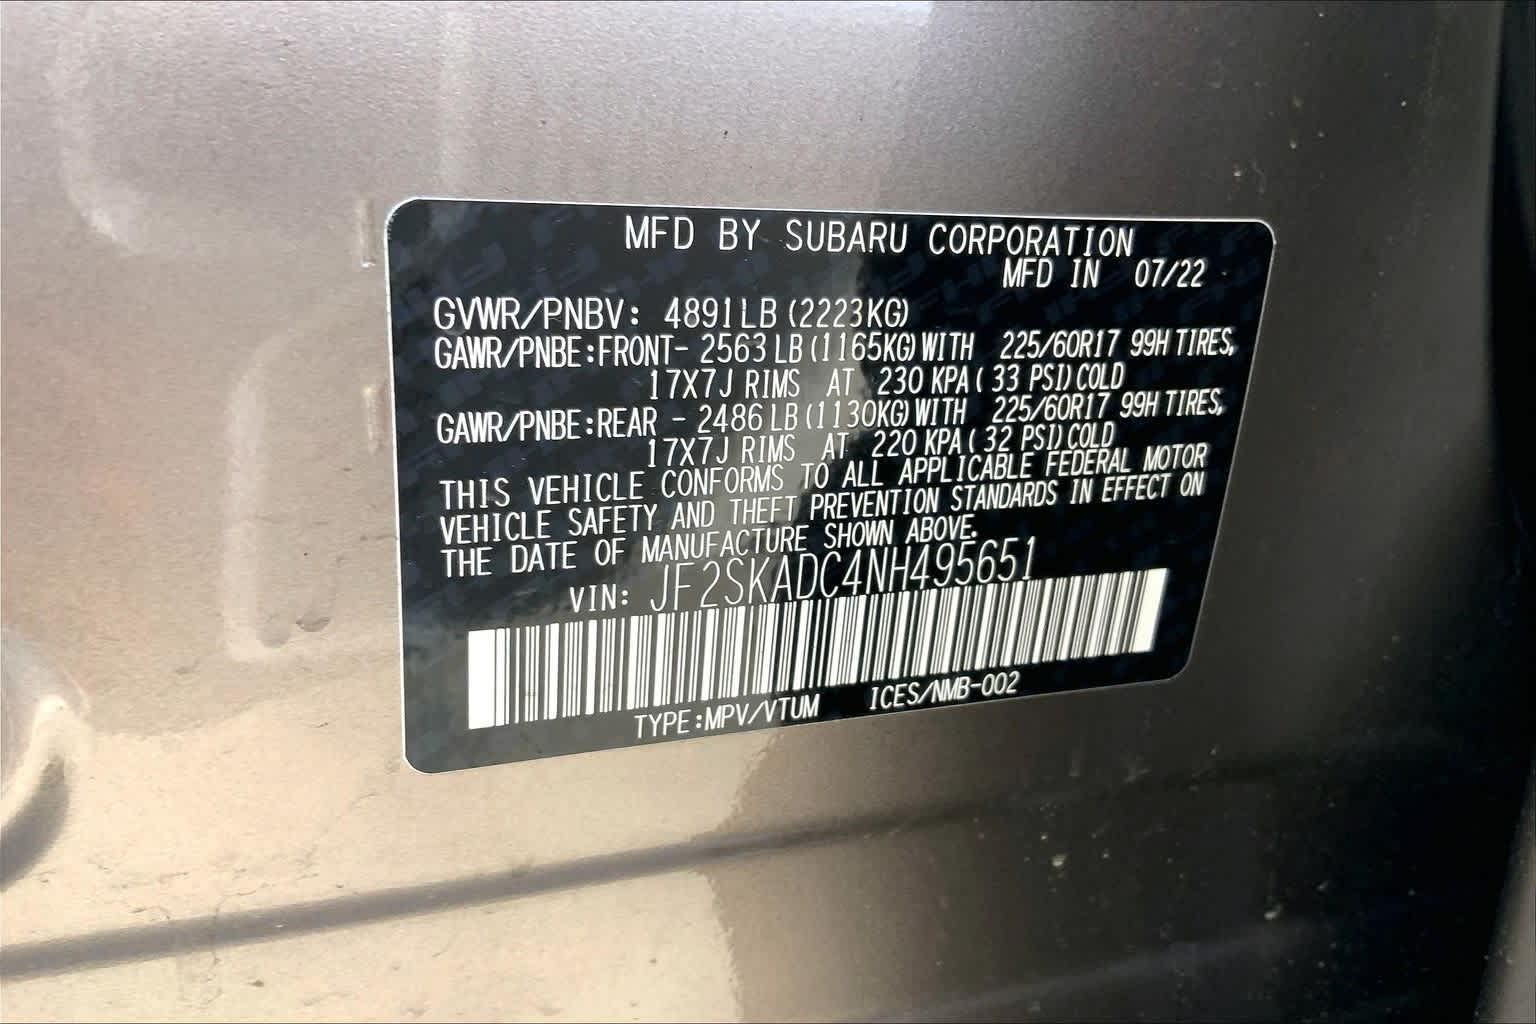 MFD BY SUBARU CORPORATION
MFD IN 07/22
GVWR/PNBV: 4891LB (2223KG)
GAWR/PNBE:FRONT- 2563 LB (1165KG) WITH 225/60R17 99H TIRES,
17X7J RIMS AT 230 KPA ( 33 PSI) COLD
GAWR/PNBE:REAR - 2486 LB (1130KG) WITH 225/60R17 99H TIRES,
17X7J RIMS AT 220 KPA ( 32 PSI) COLD
THIS VEHICLE CONFORMS TO ALL APPLICABLE FEDERAL MOTOR
VEHICLE SAFETY AND THEFT PREVENTION STANDARDS IN EFFECT ON
THE DATE OF MANUFACTURE SHOWN ABOVE.
VIN: JF2SKADC4NH495651
TYPE:MPV/VTUM ICES/NMB-002